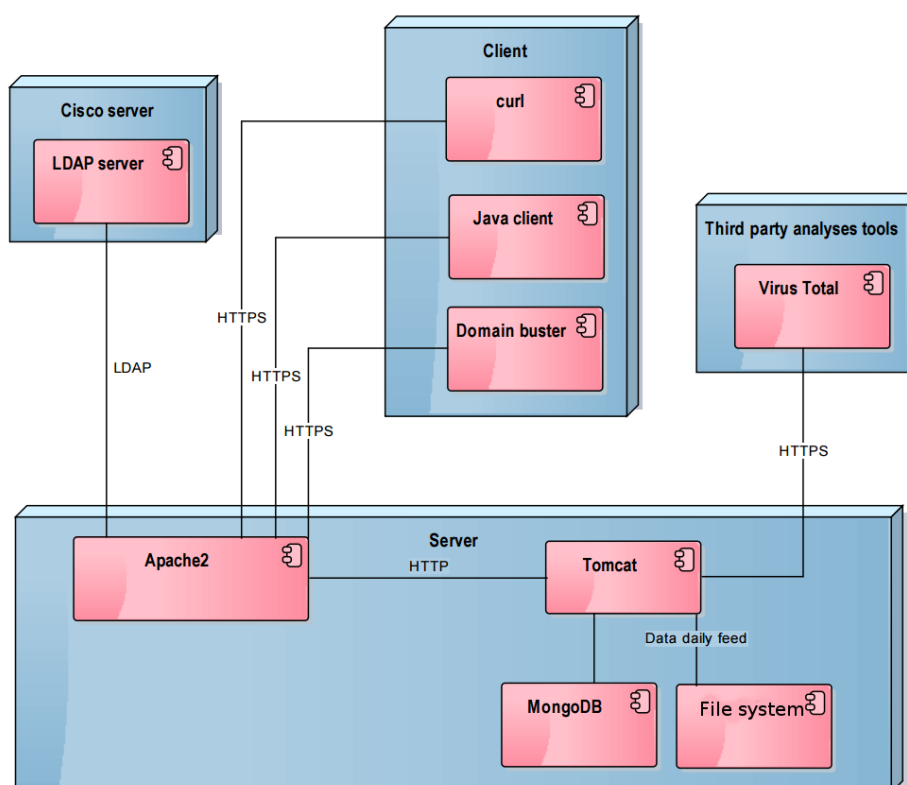 Client
curl
Cisco server
LDAP server
Java client
Third party analyses tools
Virus Total
HTTPS
Domain buster
LDAP
HTTPS
HTTPS
HTTPS
Server
Apache2
HTTP
Tomcat
Data daily feed
MongoDB
File system